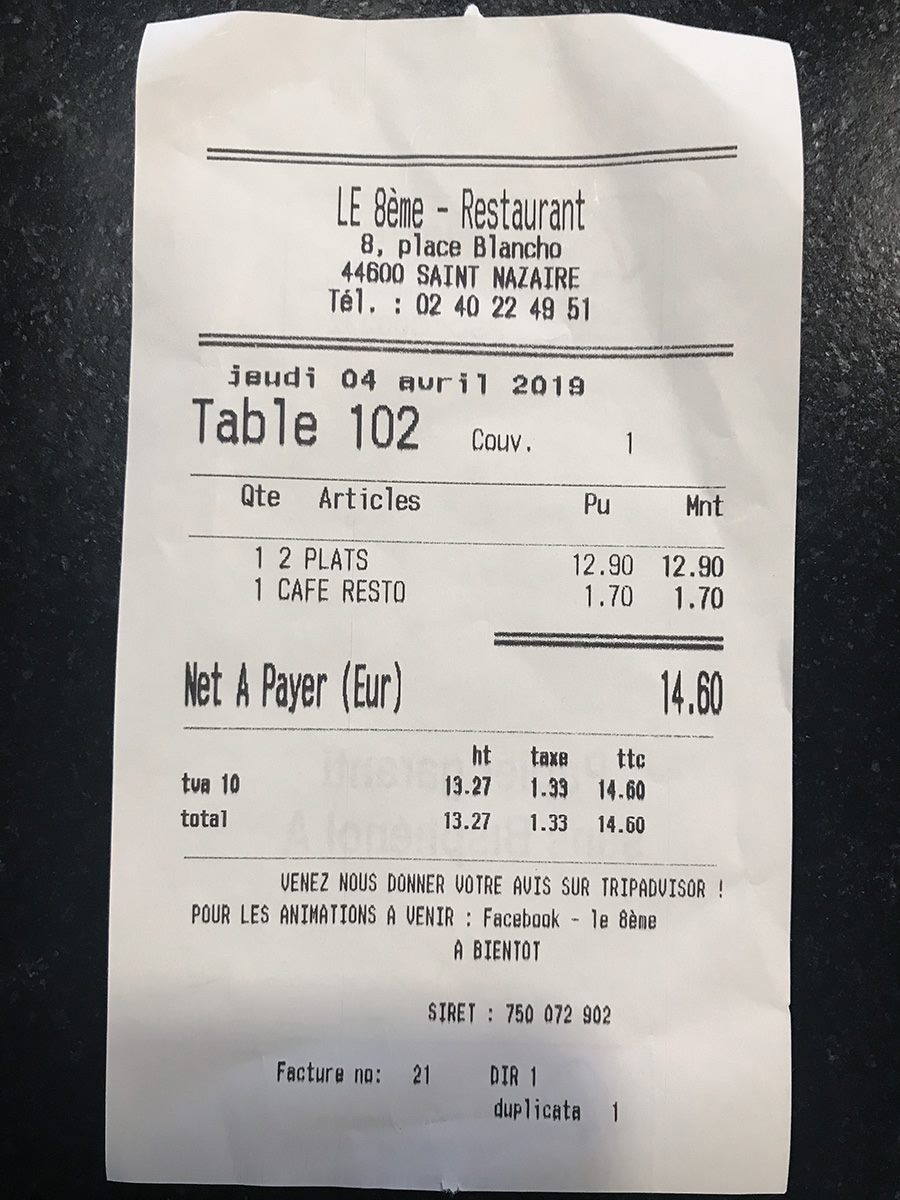 LE 8ème - Restaurant
8, place Blancho
44600 SAINT NAZAIRE
Tél. : 02 40 22 49 51
jeudi 04 avril 2019
Table 102 Couv. 1
Qte Articles Pu Mnt
1 2 PLATS 12.90 12.90
1 CAFE RESTO 1.70 1.70
Net A Payer (Eur) 14.60
ht taxe ttc
tva 10 13.27 1.33 14.60
total 13.27 1.33 14.60
VENEZ NOUS DONNER VOTRE AVIS SUR TRIPADVISOR !
POUR LES ANIMATIONS A VENIR : Facebook - le 8ème
A BIENTOT
SIRET : 750 072 902
Facture no: 21 DIR 1
duplicata 1